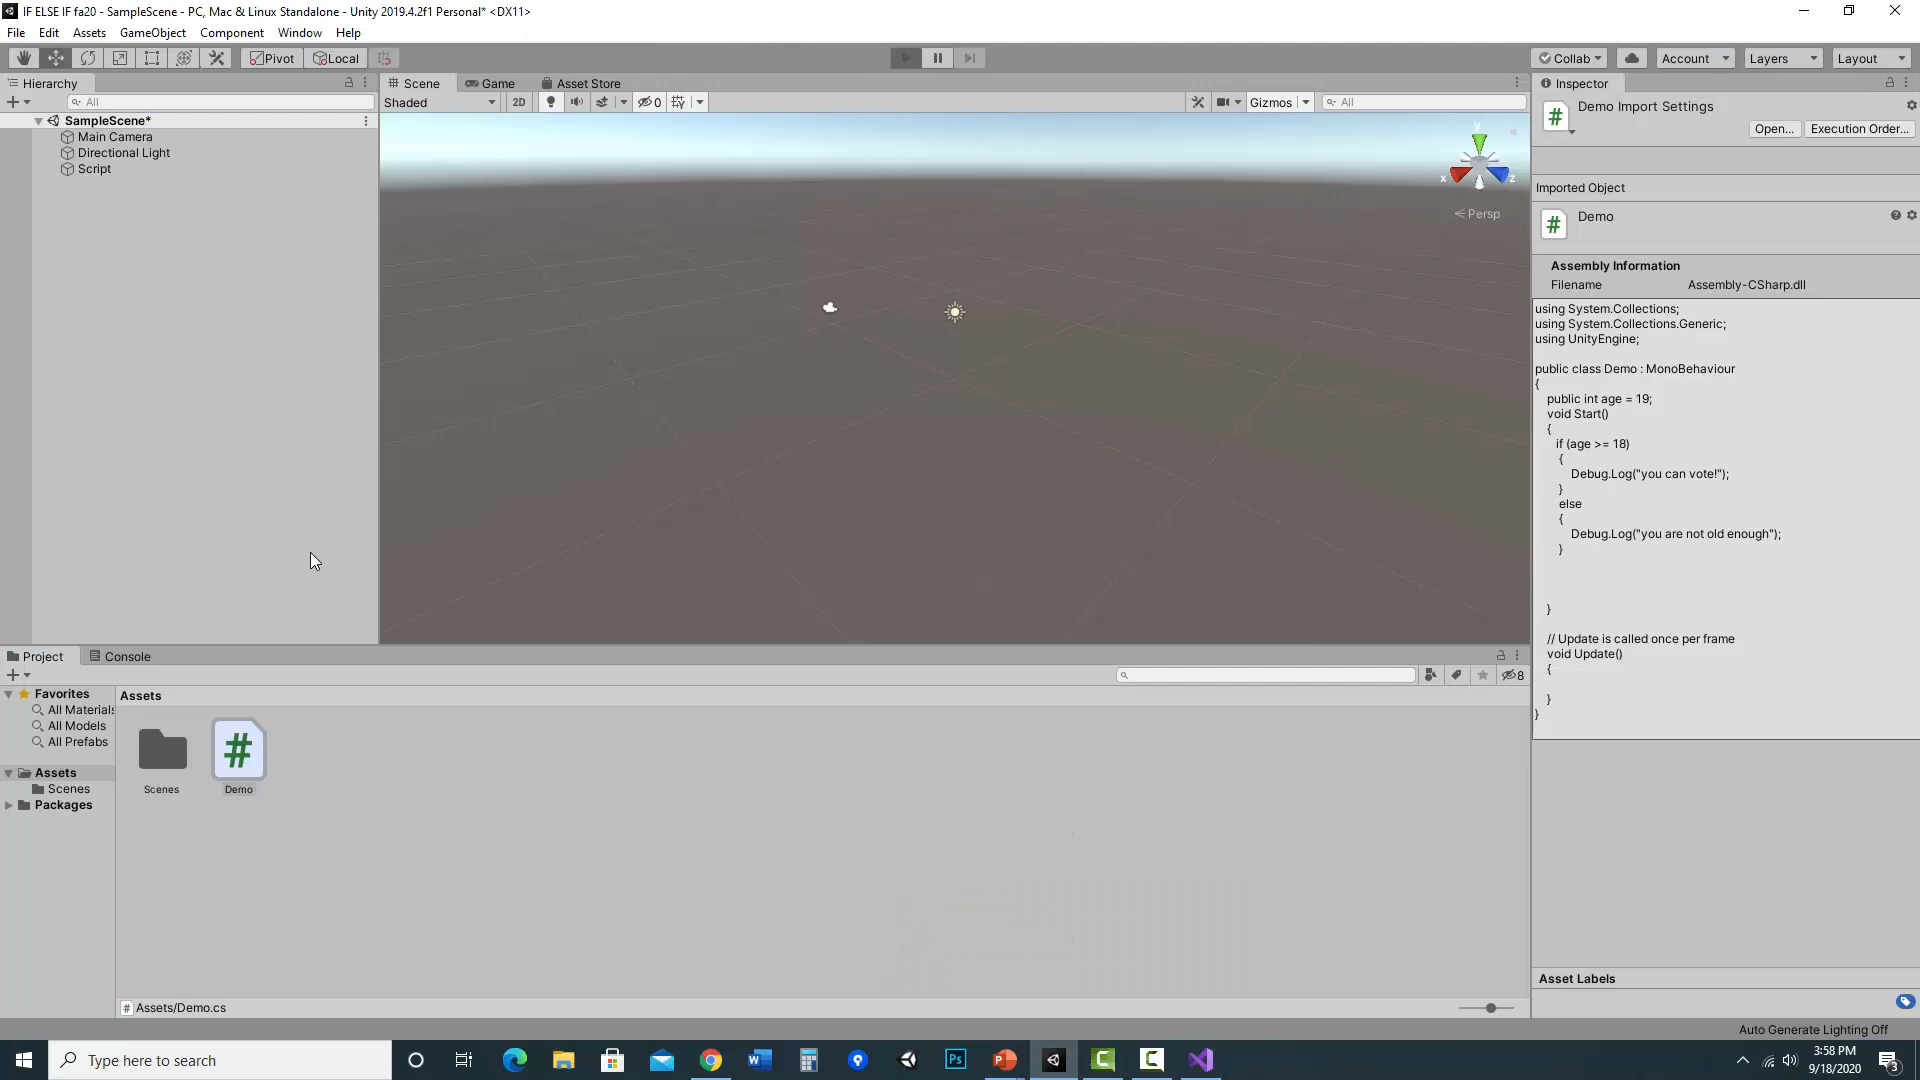 IF ELSE IF fa20 - SampleScene - PC, Mac & Linux Standalone - Unity 2019.4.2f1 Personal* <DX11>
File Edit Assets GameObject Component Window Help
Pivot Local Collab Account Layers Layout
Hierarchy
All
SampleScene*
Main Camera
Directional Light
Script
Scene Game Asset Store
Shaded 2D 0 Gizmos All
y
x z
Persp
Inspector
Demo Import Settings
Open... Execution Order...
Imported Object
Demo
Assembly Information
Filename Assembly-CSharp.dll
using System.Collections;
using System.Collections.Generic;
using UnityEngine;
public class Demo : MonoBehaviour
{
public int age = 19;
void Start()
{
if (age >= 18)
{
Debug.Log("you can vote!");
}
else
{
Debug.Log("you are not old enough");
}
}
// Update is called once per frame
void Update()
{
}
}
Asset Labels
Project Console
8
Favorites
All Materials
All Models
All Prefabs
Assets
Scenes
Packages
Assets
Scenes Demo
Assets/Demo.cs
Auto Generate Lighting Off
Type here to search
3:58 PM
9/18/2020
3